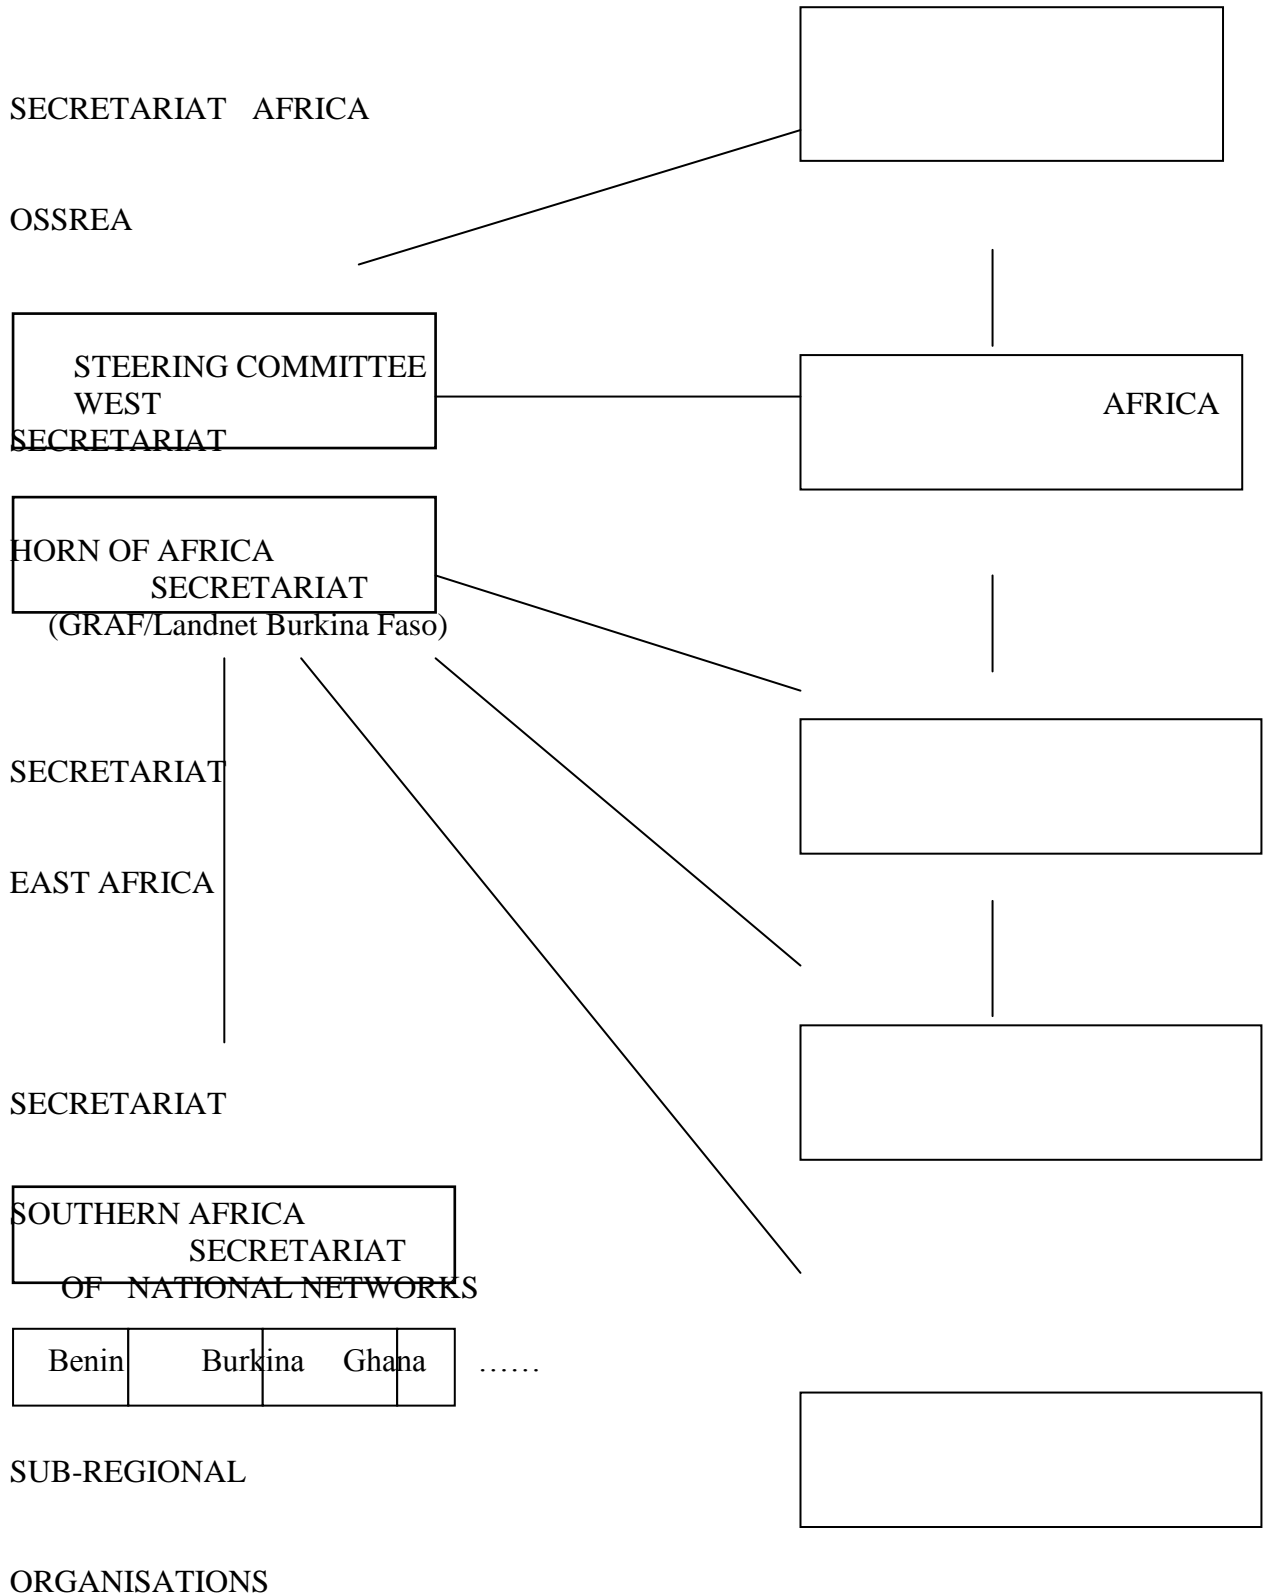 SECRETARIAT AFRICA
OSSREA
STEERING COMMITTEE
WEST AFRICA
SECRETARIAT
HORN OF AFRICA
SECRETARIAT
(GRAF/Landnet Burkina Faso)
SECRETARIAT
EAST AFRICA
SECRETARIAT
SOUTHERN AFRICA
SECRETARIAT
OF NATIONAL NETWORKS
Benin Burkina Ghana ......
SUB-REGIONAL
ORGANISATIONS